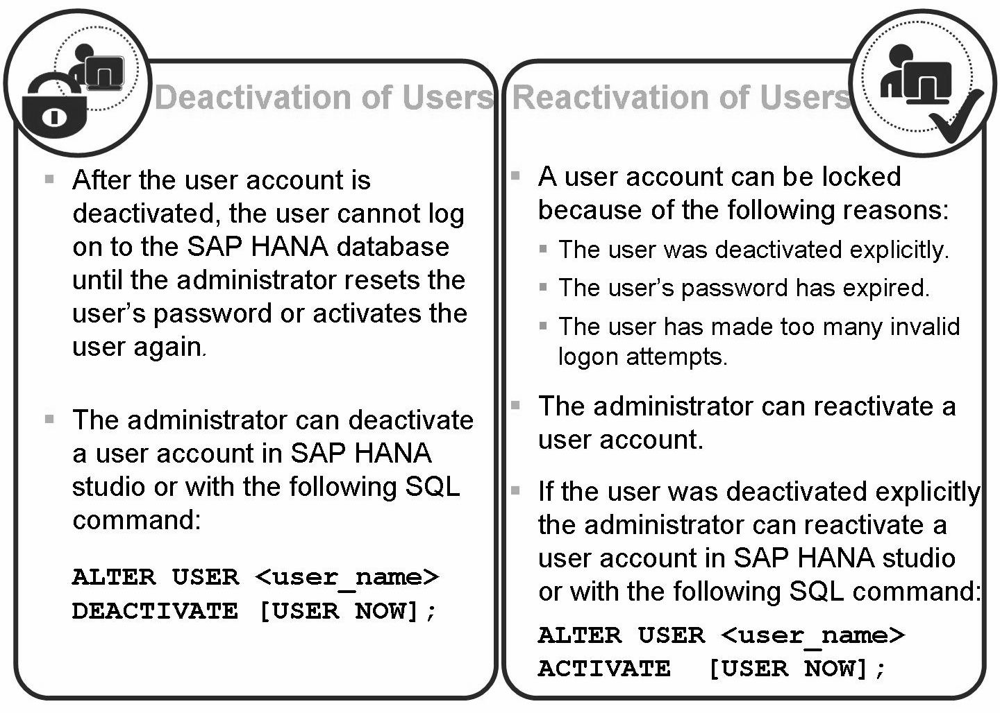 Deactivation of Users
After the user account is
deactivated, the user cannot log
on to the SAP HANA database
until the administrator resets the
user’s password or activates the
user again.
The administrator can deactivate
a user account in SAP HANA
studio or with the following SQL
command:
ALTER USER <user_name>
DEACTIVATE [USER NOW];
Reactivation of Users
A user account can be locked
because of the following reasons:
The user was deactivated explicitly.
The user’s password has expired.
The user has made too many invalid
logon attempts.
The administrator can reactivate a
user account.
If the user was deactivated explicitly
the administrator can reactivate a
user account in SAP HANA studio
or with the following SQL command:
ALTER USER <user_name>
ACTIVATE [USER NOW];